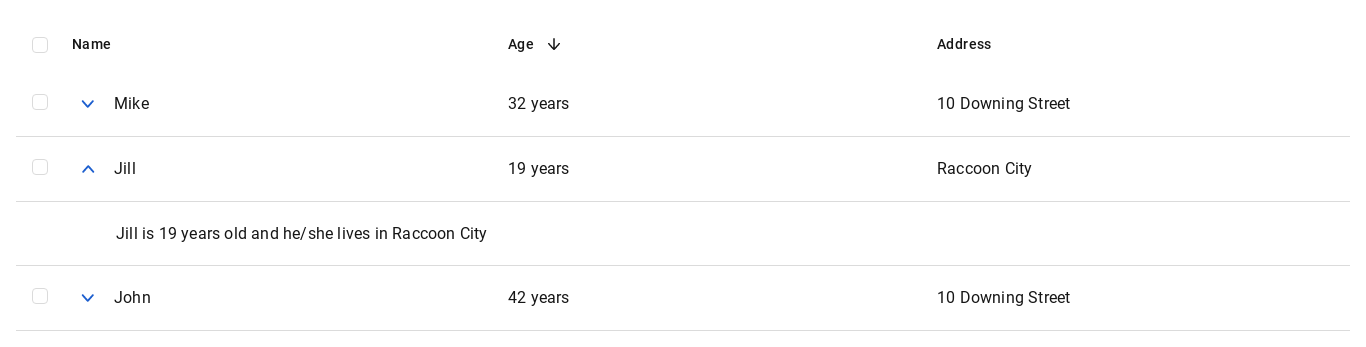 Name Age Address
Mike 32 years 10 Downing Street
Jill 19 years Raccoon City
Jill is 19 years old and he/she lives in Raccoon City
John 42 years 10 Downing Street